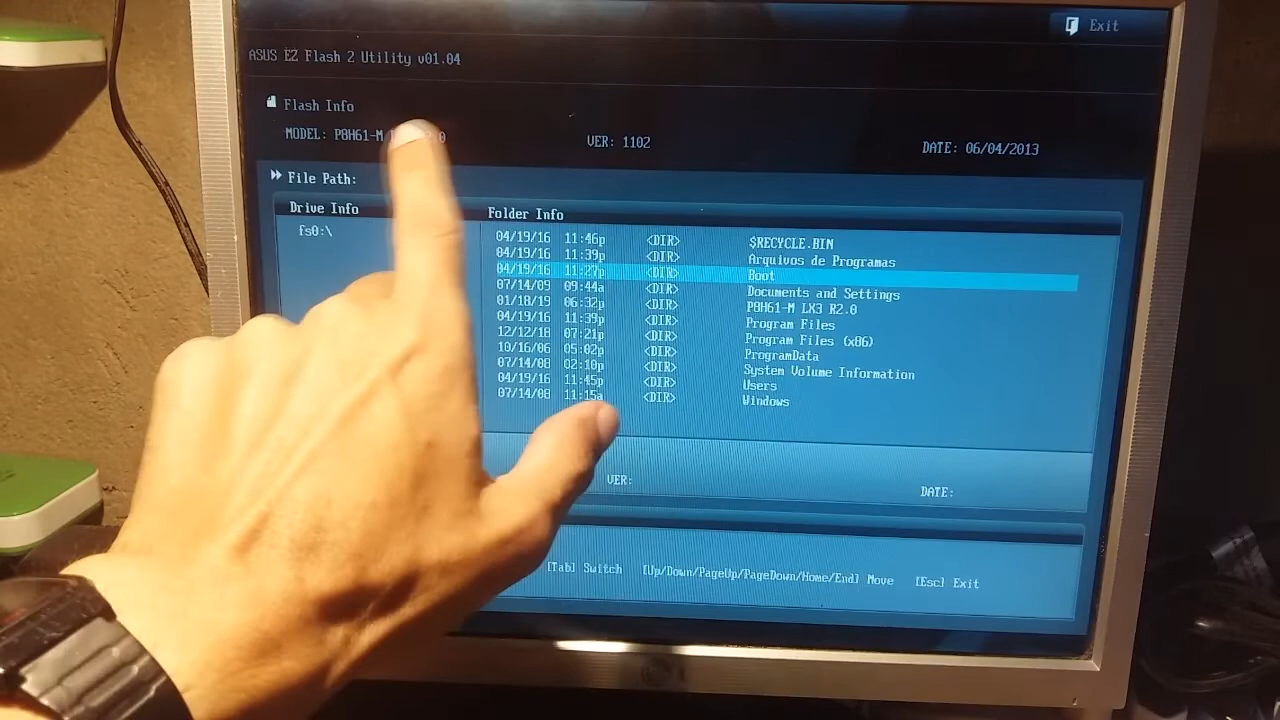 Exit
ASUS EZ Flash 2 Utility v01.04
Flash Info
MODEL: P8H61-M
VER: 1102
DATE: 06/04/2013
File Path:
Drive Info
Folder Info
fs0:\
04/19/16 11:46p <DIR> $RECYCLE.BIN
04/19/16 11:39p <DIR> Arquivos de Programas
04/19/16 11:27p <DIR> Boot
07/14/09 09:44a <DIR> Documents and Settings
01/18/19 06:32p <DIR> P8H61-M LX3 R2.0
04/19/16 11:39p <DIR> Program Files
12/12/18 07:21p <DIR> Program Files (x86)
10/16/06 05:02p <DIR> ProgramData
07/14/08 02:10p <DIR> System Volume Information
04/19/16 11:45p <DIR> Users
07/14/08 11:15a <DIR> Windows
VER:
DATE:
[Tab] Switch [Up/Down/PageUp/PageDown/Home/End] Move [Esc] Exit